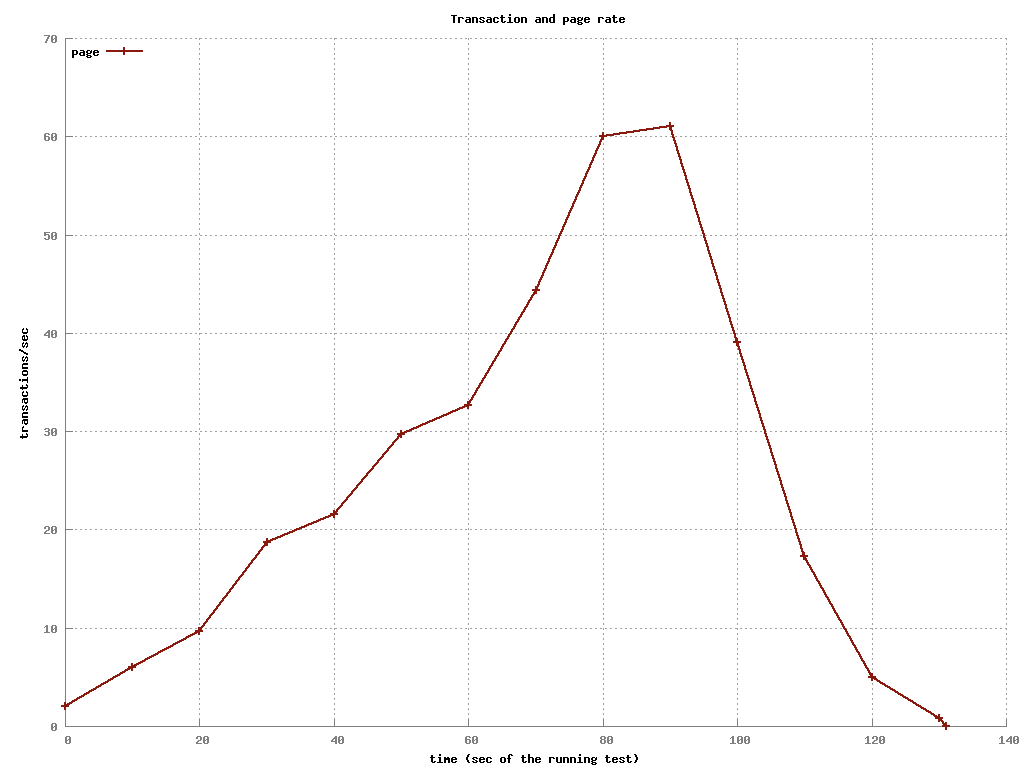 Transaction and page rate
page
70
60
50
40
30
20
10
0
transactions/sec
0 20 40 60 80 100 120 140
time (sec of the running test)